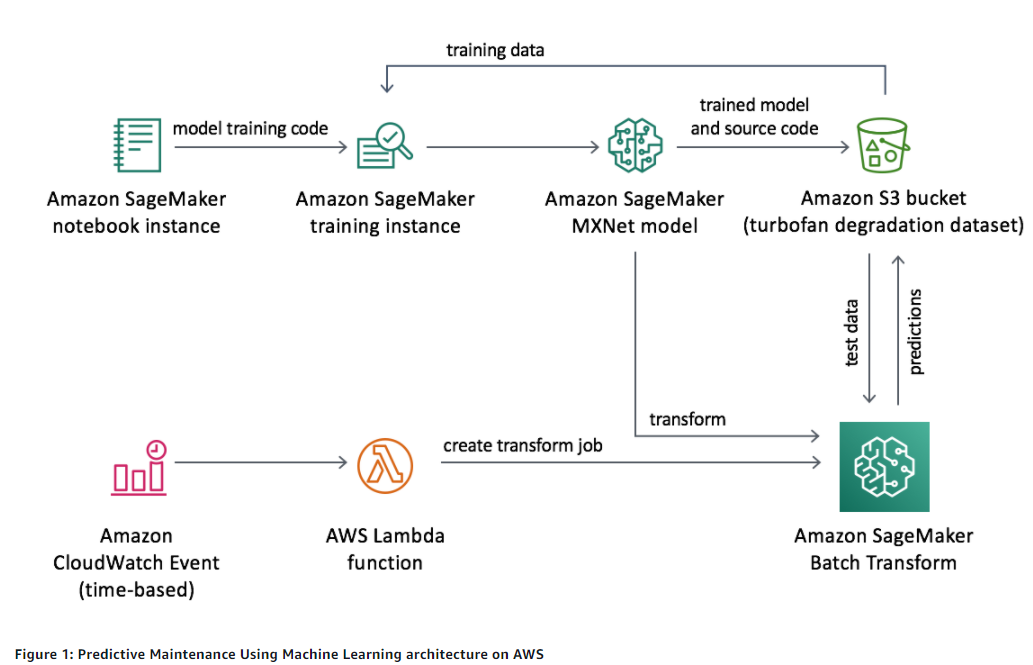 training data
model training code
trained model
and source code
Amazon SageMaker
notebook instance
Amazon SageMaker
training instance
Amazon SageMaker
MXNet model
Amazon S3 bucket
(turbofan degradation dataset)
test data
predictions
transform
create transform job
Amazon
CloudWatch Event
(time-based)
AWS Lambda
function
Amazon SageMaker
Batch Transform
Figure 1: Predictive Maintenance Using Machine Learning architecture on AWS